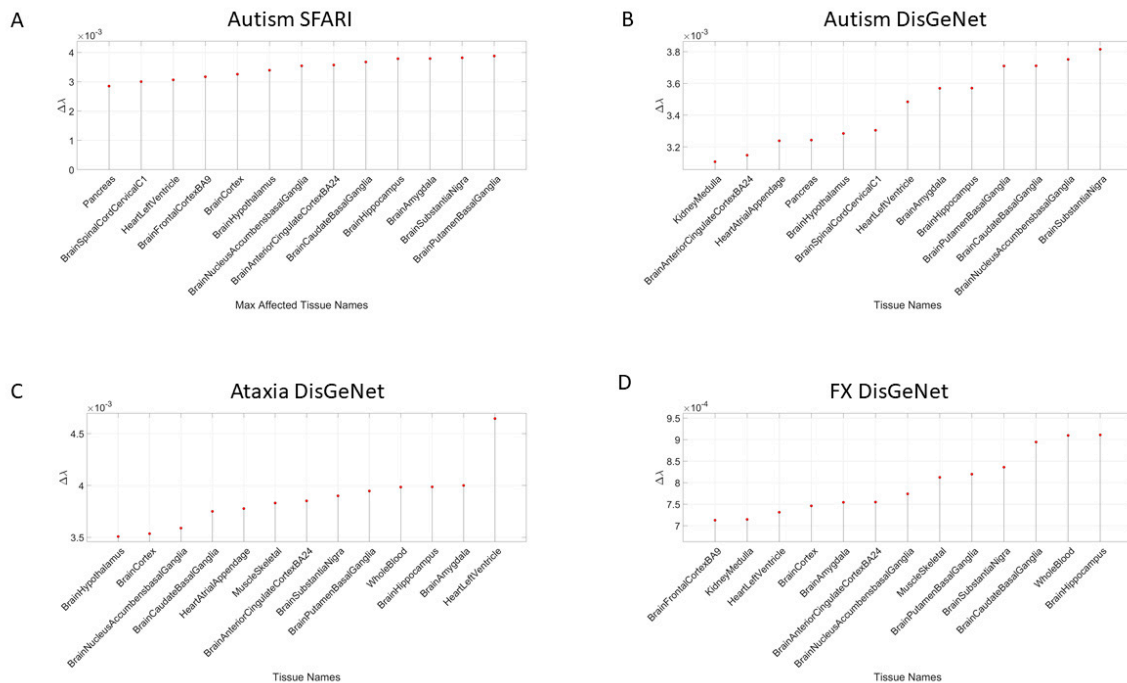 A
Autism SFARI
×10⁻³
4
3
2
1
0
Δλ
Pancreas
BrainSpinalCordCervicalC1
HeartLeftVentricle
BrainFrontalCortexBA9
BrainCortex
BrainHypothalamus
BrainNucleusAccumbensbasalGanglia
BrainAnteriorCingulateCortexBA24
BrainCaudateBasalGanglia
BrainHippocampus
BrainAmygdala
BrainSubstantiaNigra
BrainPutamenBasalGanglia
Max Affected Tissue Names
B
Autism DisGeNet
×10⁻³
3.8
3.6
3.4
3.2
Δλ
KidneyMedulla
BrainAnteriorCingulateCortexBA24
HeartAtrialAppendage
Pancreas
BrainHypothalamus
BrainSpinalCordCervicalC1
HeartLeftVentricle
BrainAmygdala
BrainHippocampus
BrainPutamenBasalGanglia
BrainCaudateBasalGanglia
BrainNucleusAccumbensbasalGanglia
BrainSubstantiaNigra
Tissue Names
C
Ataxia DisGeNet
×10⁻³
4.5
4
3.5
Δλ
BrainHypothalamus
BrainCortex
BrainNucleusAccumbensbasalGanglia
BrainCaudateBasalGanglia
HeartAtrialAppendage
MuscleSkeletal
BrainAnteriorCingulateCortexBA24
BrainSubstantiaNigra
BrainPutamenBasalGanglia
WholeBlood
BrainHippocampus
BrainAmygdala
HeartLeftVentricle
Tissue Names
D
FX DisGeNet
×10⁻⁴
9.5
9
8.5
8
7.5
7
Δλ
BrainFrontalCortexBA9
KidneyMedulla
HeartLeftVentricle
BrainCortex
BrainAmygdala
BrainAnteriorCingulateCortexBA24
BrainNucleusAccumbensbasalGanglia
MuscleSkeletal
BrainPutamenBasalGanglia
BrainSubstantiaNigra
BrainCaudateBasalGanglia
WholeBlood
BrainHippocampus
Tissue Names